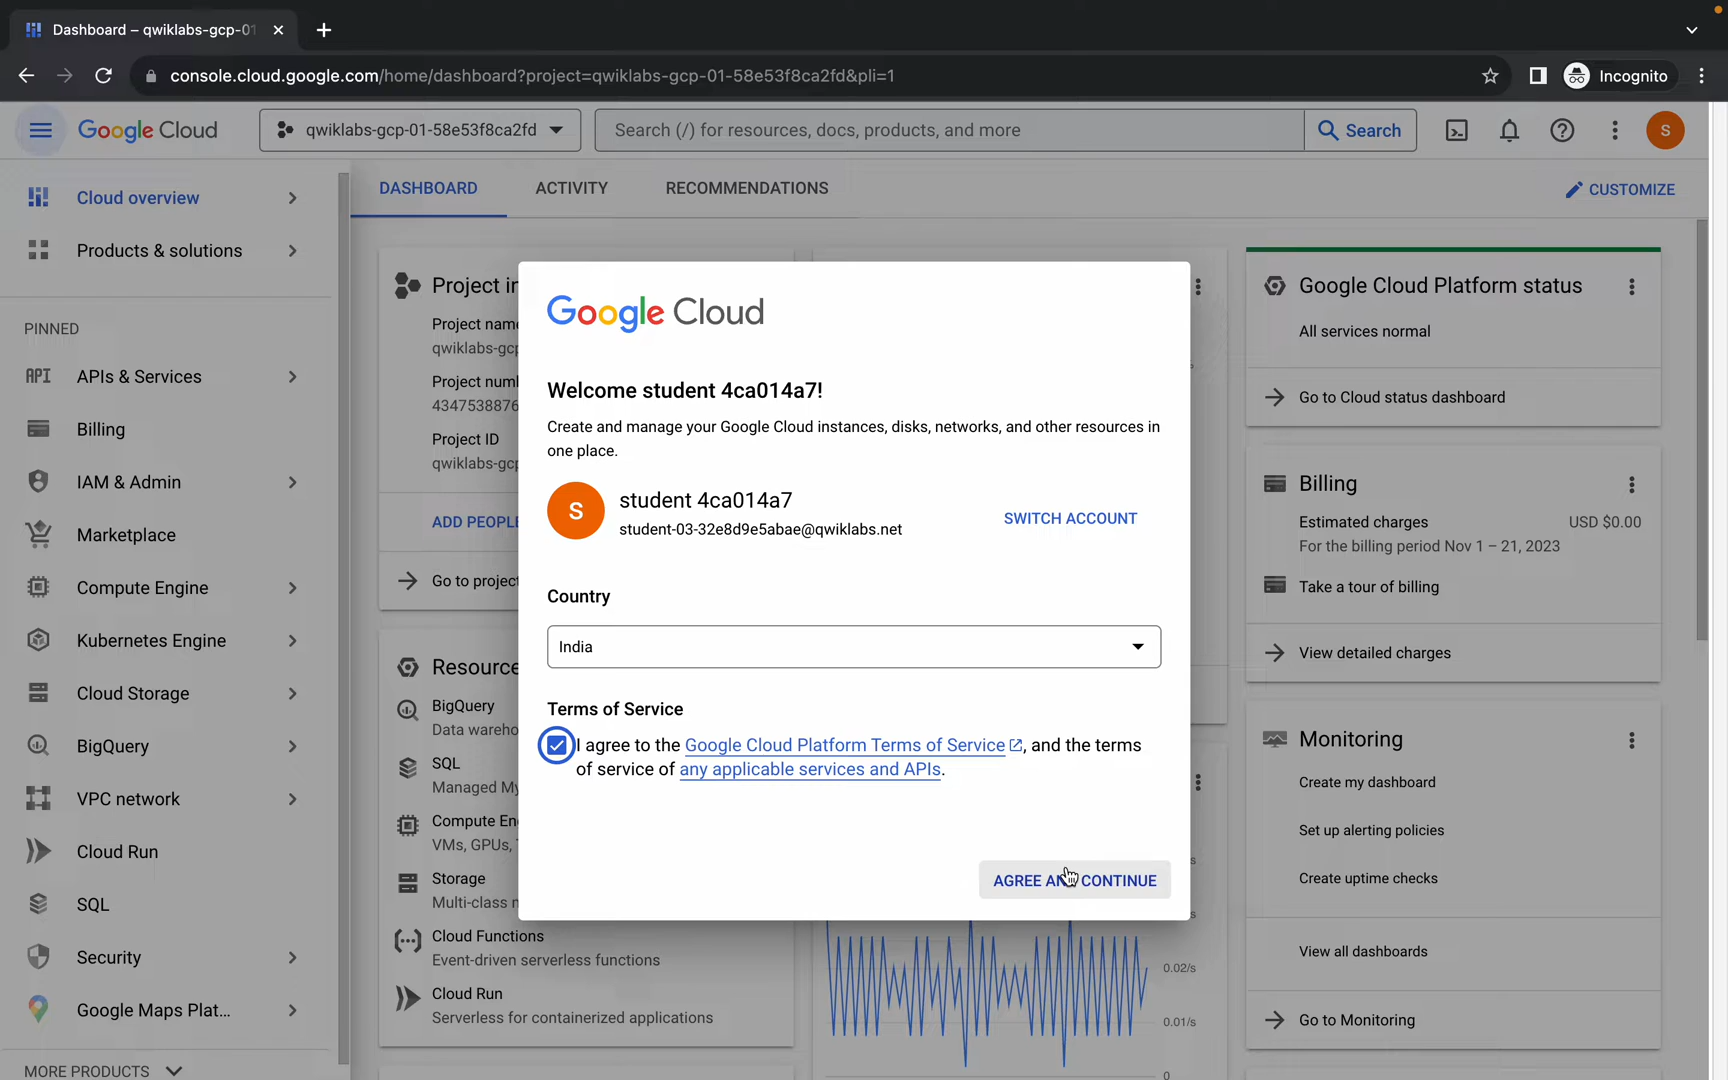 Dashboard – qwiklabs-gcp-01
console.cloud.google.com/home/dashboard?project=qwiklabs-gcp-01-58e53f8ca2fd&pli=1
Incognito
Google Cloud
qwiklabs-gcp-01-58e53f8ca2fd
Search (/) for resources, docs, products, and more
Search
S
Cloud overview
Products & solutions
PINNED
API
APIs & Services
Billing
IAM & Admin
Marketplace
Compute Engine
Kubernetes Engine
Cloud Storage
BigQuery
VPC network
Cloud Run
SQL
Security
Google Maps Plat...
MORE PRODUCTS
DASHBOARD
ACTIVITY
RECOMMENDATIONS
CUSTOMIZE
Project
Project name
qwiklabs-gcp
Project
4347538876
Project ID
qwiklabs-gcp
ADD PEOPLE
Go to project
Resource
BigQuery
Data
SQL
Managed
Compute
VMs, GPUs,
Storage
Multi-class
Cloud Functions
Event-driven serverless functions
Cloud Run
Serverless for containerized applications
Google Cloud
Welcome student 4ca014a7!
Create and manage your Google Cloud instances, disks, networks, and other resources in
one place.
S
student 4ca014a7
student-03-32e8d9e5abae@qwiklabs.net
SWITCH ACCOUNT
Country
India
Terms of Service
I agree to the Google Cloud Platform Terms of Service, and the terms
of service of any applicable services and APIs.
AGREE AND CONTINUE
0.02/s
0.01/s
0
Google Cloud Platform status
All services normal
Go to Cloud status dashboard
Billing
Estimated charges USD $0.00
For the billing period Nov 1 – 21, 2023
Take a tour of billing
View detailed charges
Monitoring
Create my dashboard
Set up alerting policies
Create uptime checks
View all dashboards
Go to Monitoring